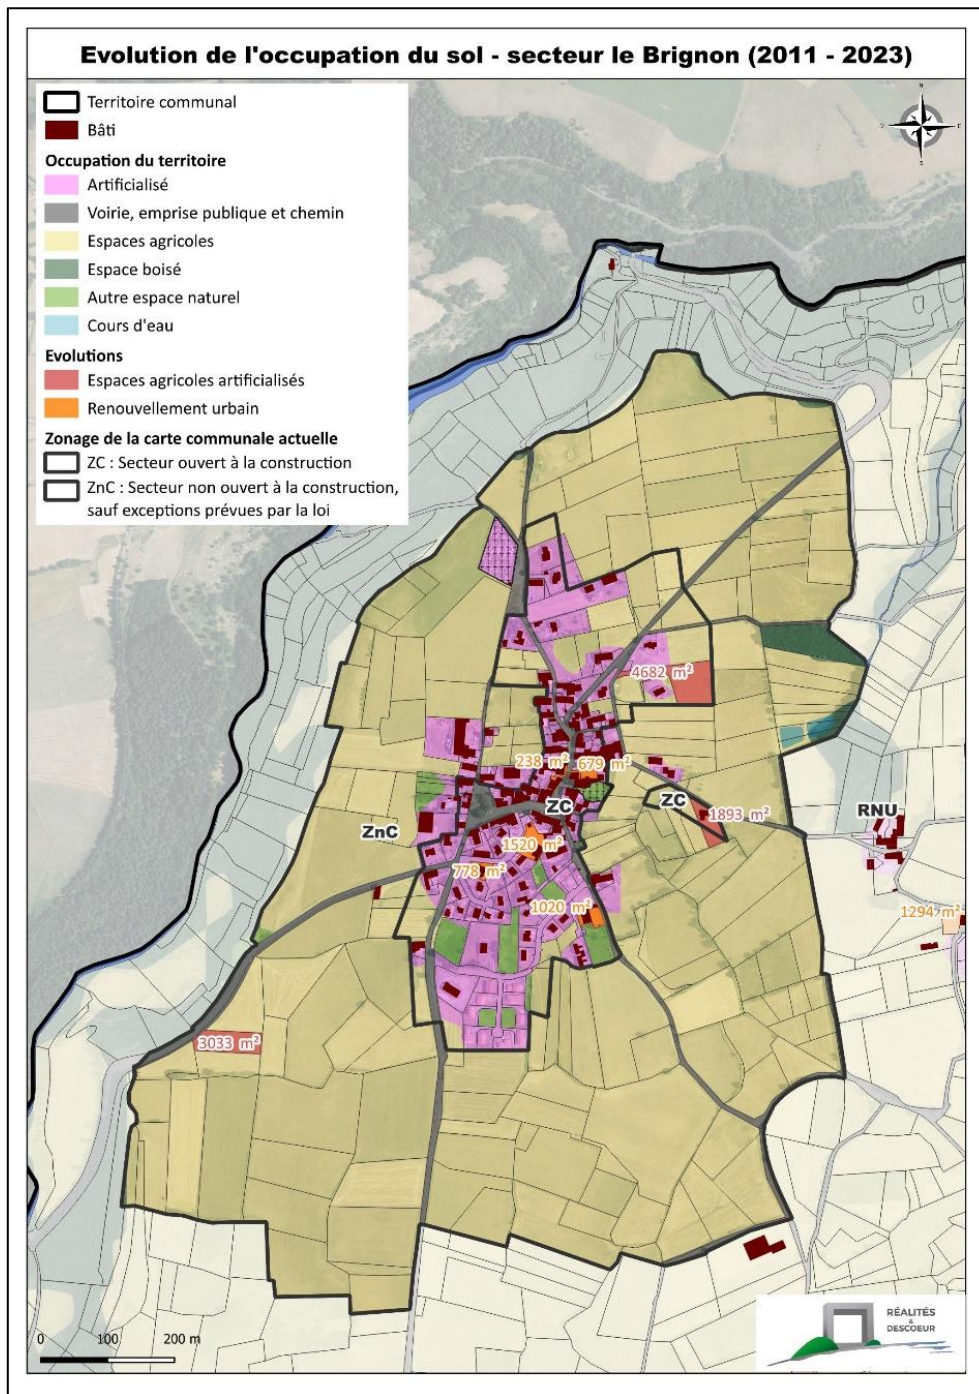 Evolution de l'occupation du sol - secteur le Brignon (2011 - 2023)
Territoire communal
Bâti
Occupation du territoire
Artificialisé
Voirie, emprise publique et chemin
Espaces agricoles
Espace boisé
Autre espace naturel
Cours d'eau
Evolutions
Espaces agricoles artificialisés
Renouvellement urbain
Zonage de la carte communale actuelle
ZC : Secteur ouvert à la construction
ZnC : Secteur non ouvert à la construction,
sauf exceptions prévues par la loi
N
E
S
4682 m²
238 m²
679 m²
ZC
ZC
1893 m²
RNU
ZnC
1520 m²
778 m²
1020 m²
1294 m²
3033 m²
0 100 200 m
RÉALITÉS
&
DESCOEUR